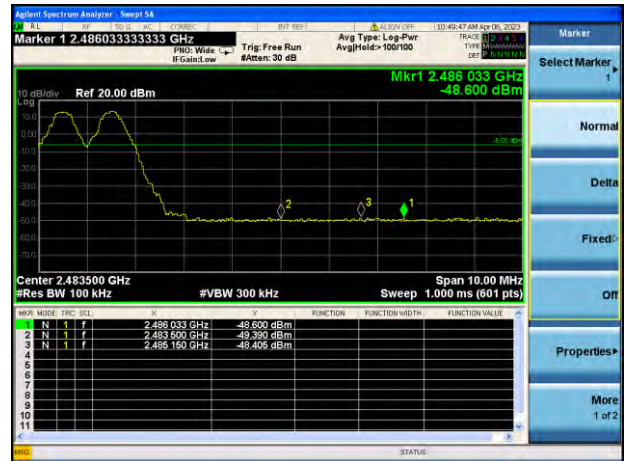 Agilent Spectrum Analyzer - Swept SA
RL RF 50 Ω AC CORREC INT REF ALIGN OFF 10:49:47 AM Apr 06, 2023
Marker 1 2.486033333333 GHz
PNO: Wide
IFGain:Low
Trig: Free Run
#Atten: 30 dB
Avg Type: Log-Pwr
Avg|Hold:>100/100
TRACE 1 2 3 4 5 6
TYPE M
DET P N N N N N
Mkr1 2.486 033 GHz
-48.600 dBm
10 dB/div Ref 20.00 dBm
Log
10.0
0.00
-10.0
-20.0
-30.0
-40.0
-50.0
-60.0
-70.0
2
3
1
Center 2.483500 GHz Span 10.00 MHz
#Res BW 100 kHz #VBW 300 kHz Sweep 1.000 ms (601 pts)
MKR MODE TRC SCL X Y FUNCTION FUNCTION WIDTH FUNCTION VALUE
1 N 1 f 2.486 033 GHz -48.600 dBm
2 N 1 f 2.483 500 GHz -49.390 dBm
3 N 1 f 2.485 150 GHz -48.405 dBm
4
5
6
7
8
9
10
11
MSG STATUS
Marker
Select Marker
1
Normal
Delta
Fixed
Off
Properties
More
1 of 2